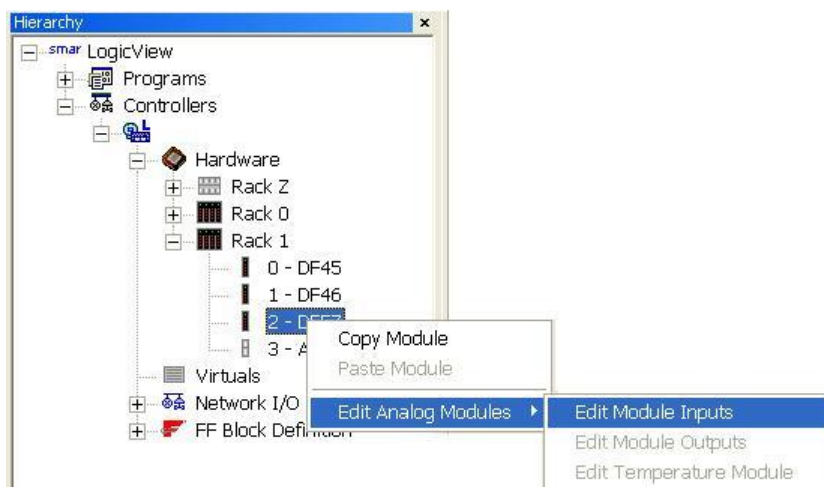 Hierarchy
smar LogicView
Programs
Controllers
Hardware
Rack Z
Rack 0
Rack 1
0 - DF45
1 - DF46
2 -
3 - A
Copy Module
Paste Module
Virtuals
Network I/O
Edit Analog Modules
Edit Module Inputs
FF Block Definition
Edit Module Outputs
Edit Temperature Module